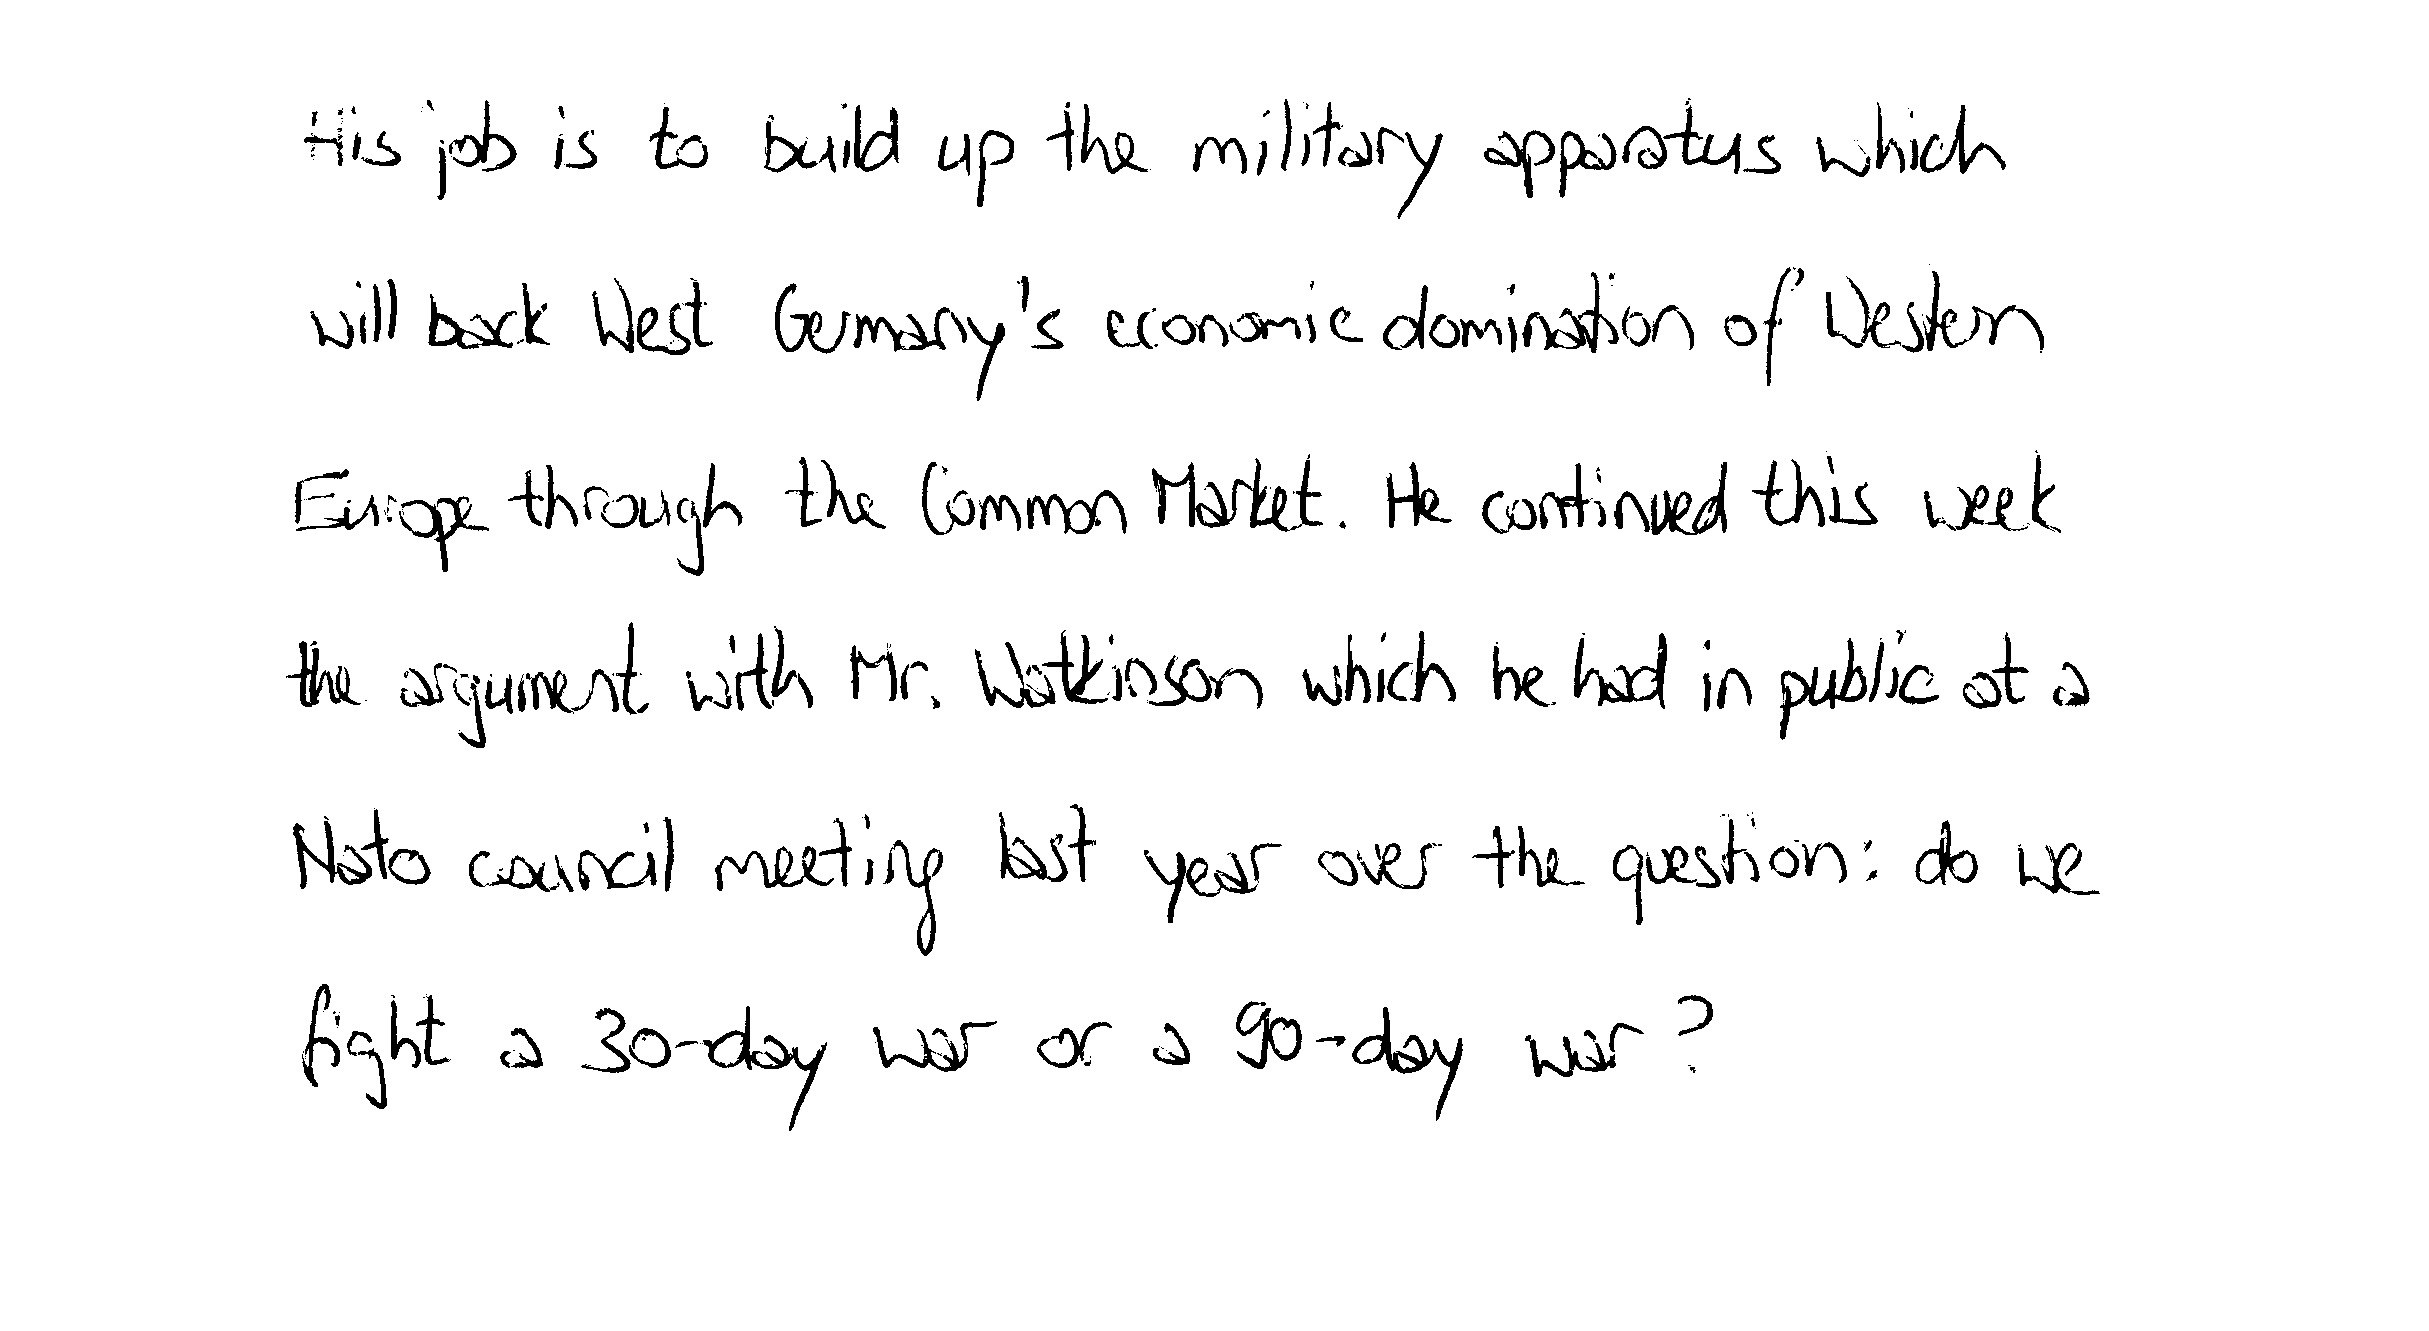 His job is to build up the military apparatus which
will back West Germany's economic domination of Western
Europe through the Common Market. He continued this week
the argument with Mr. Watkinson which he had in public at a
Nato council meeting last year over the question: do we
fight a 30-day war or a 90-day war?